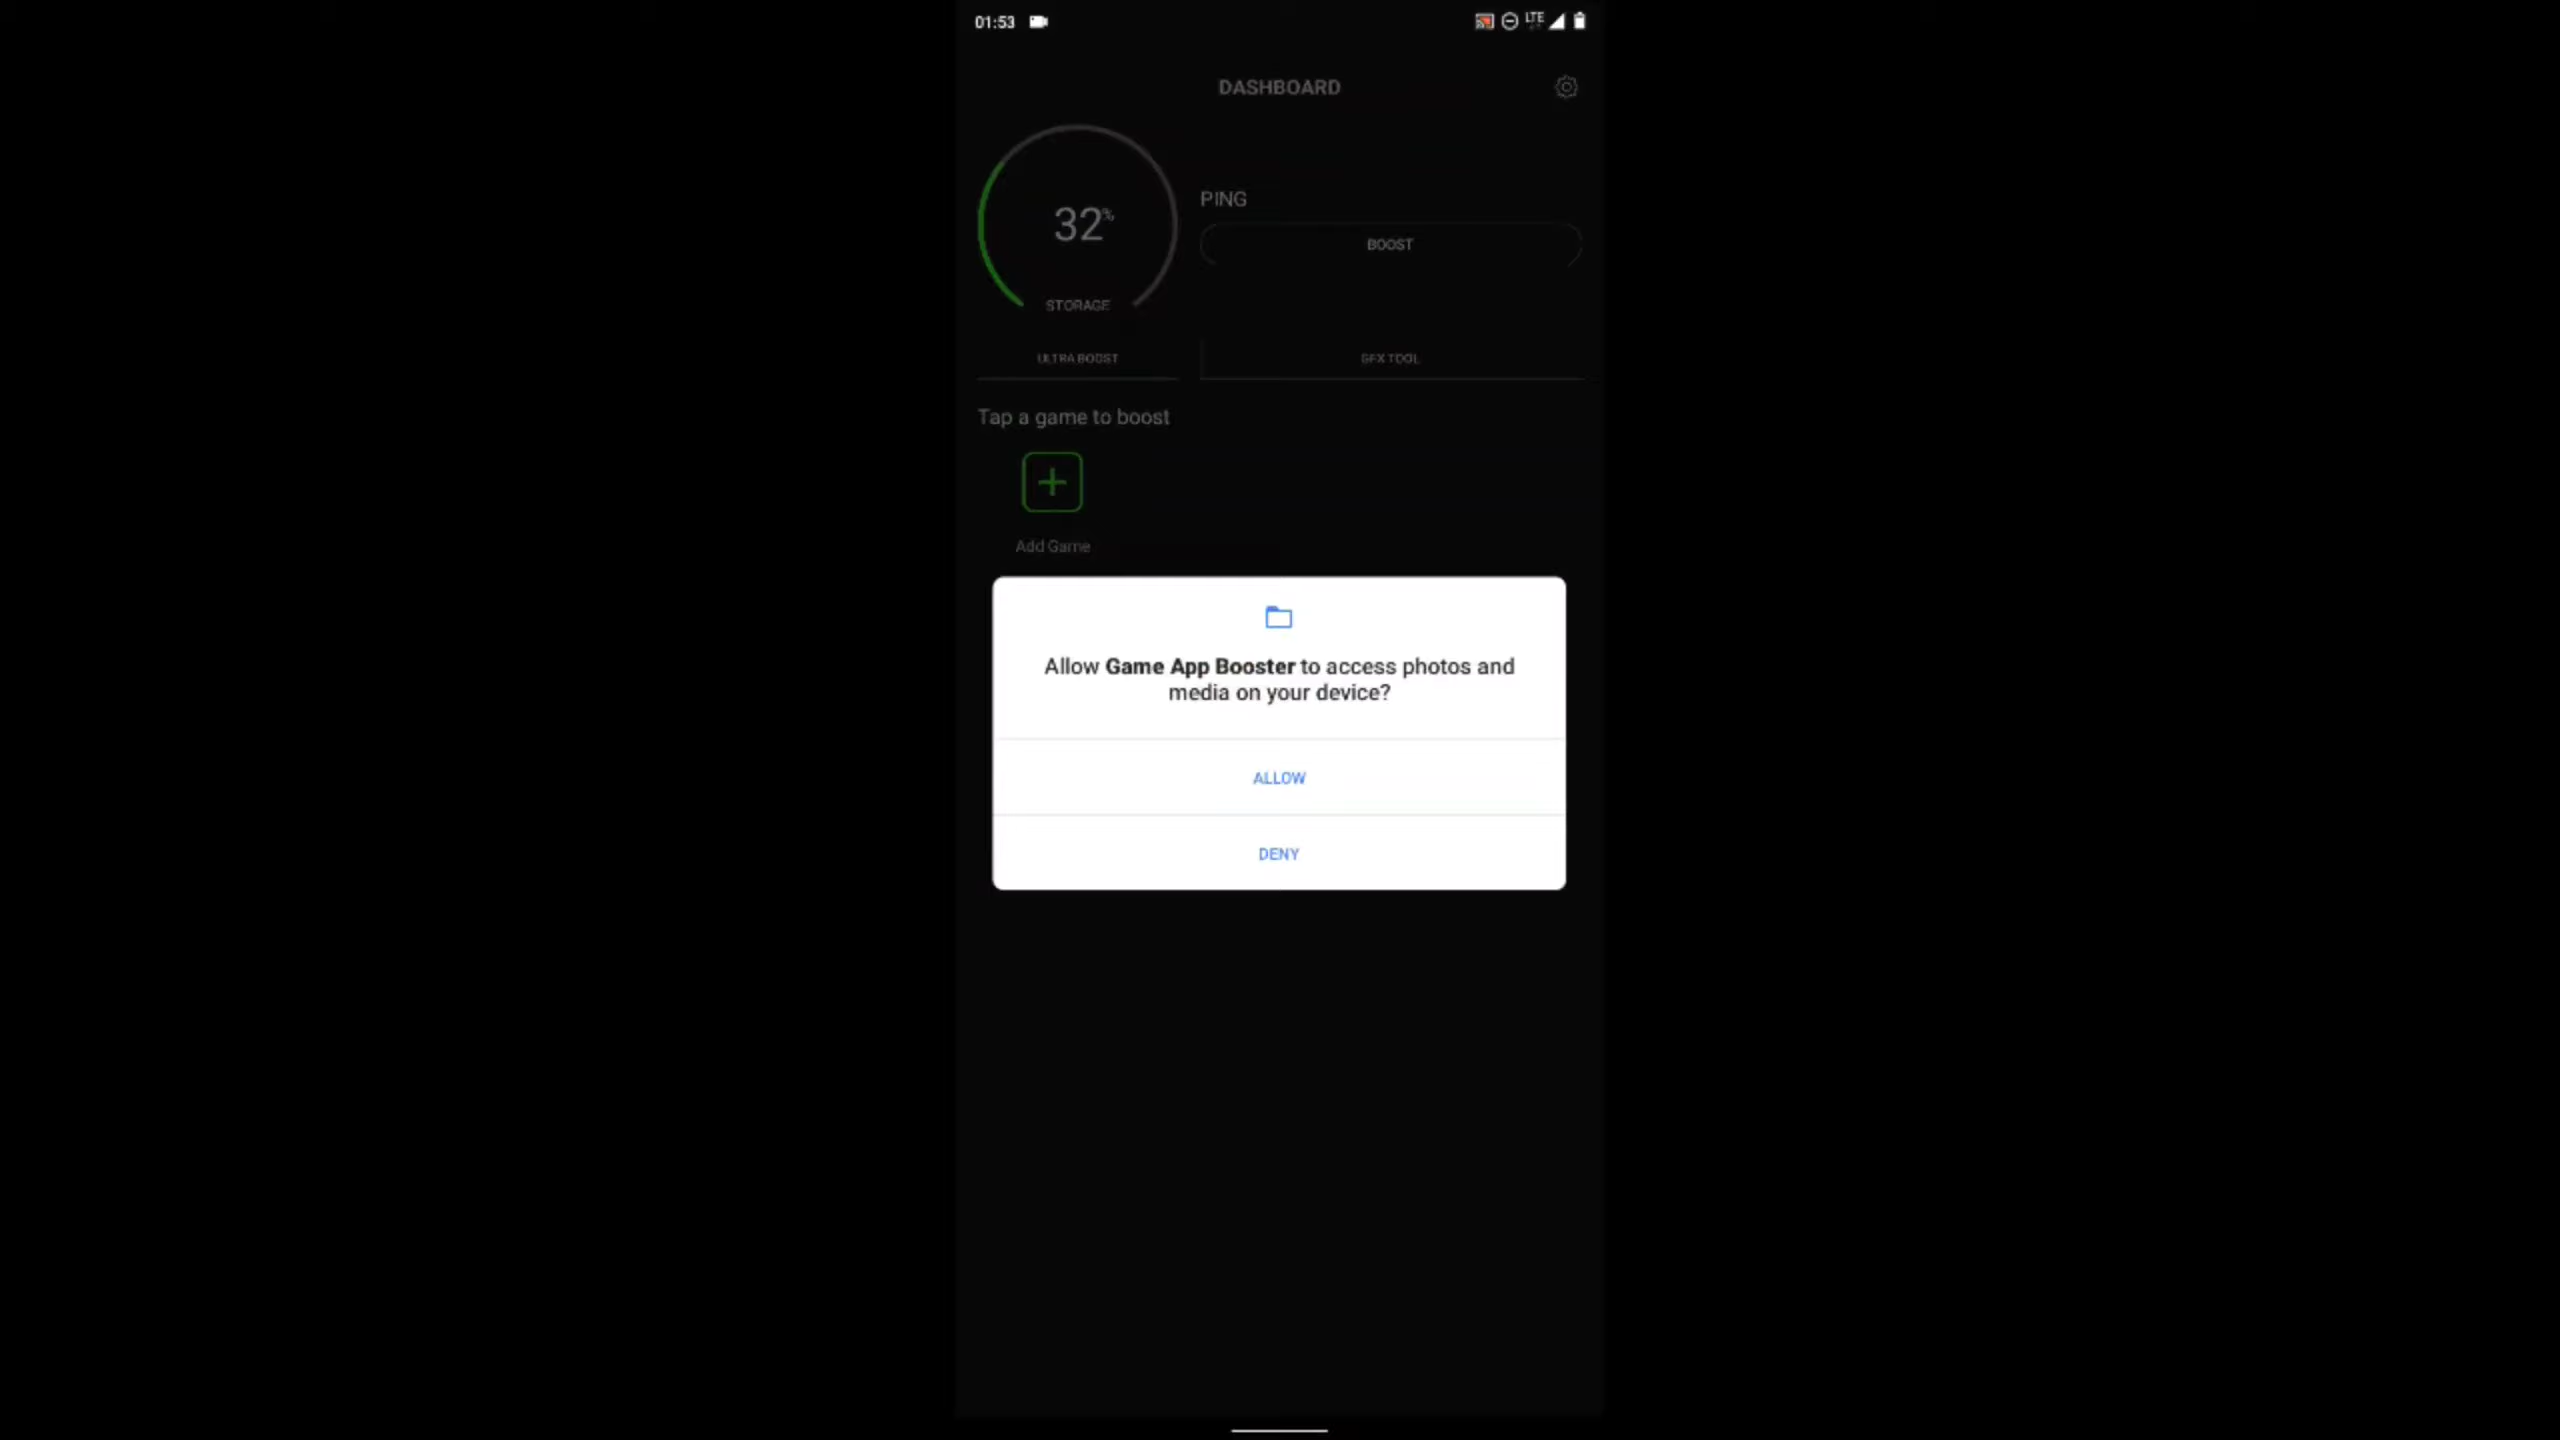 01:53
LTE
DASHBOARD
32%
STORAGE
PING
BOOST
ULTRA BOOST
GFX TOOL
Tap a game to boost
Add Game
Allow Game App Booster to access photos and
media on your device?
ALLOW
DENY